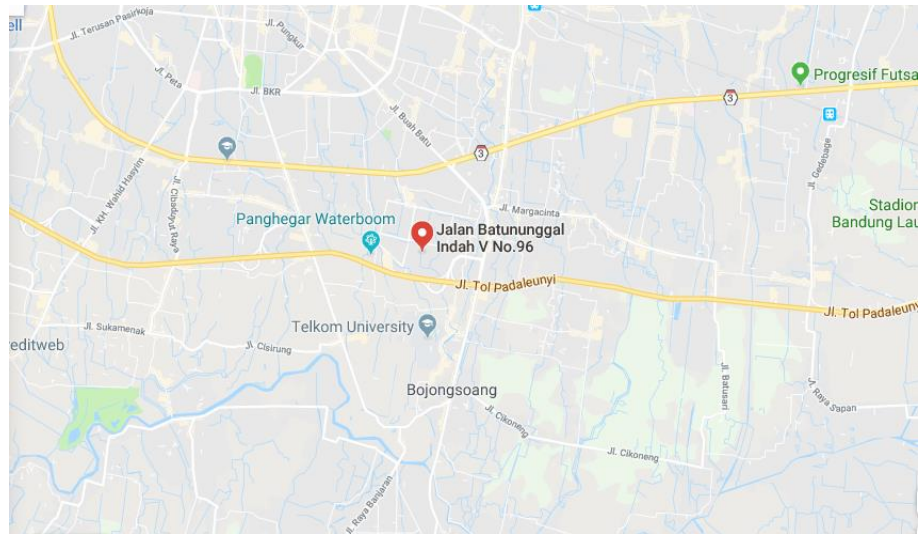 ell
Jl. Terusan Pasirkoja
Jl. Pungkur
Jl. Peta
Jl. BKR
Jl. Buah Batu
3
Progresif Futsa
3
Jl. Gedebage
Jl. KH. Wahid Hasyim
Jl. Cibaduyut Raya
Panghegar Waterboom
Jalan Batununggal
Indah V No.96
Jl. Margacinta
Stadion
Bandung Lau
Jl. Tol Padaleunyi
Jl. Tol Padaleunyi
Jl. Sukamenak
reditweb
Jl. Cisirung
Telkom University
Bojongsoang
Jl. Batusari
Jl. Raya Sapan
Jl. Cikoneng
Jl. Cikoneng
Jl. Raya Banjaran